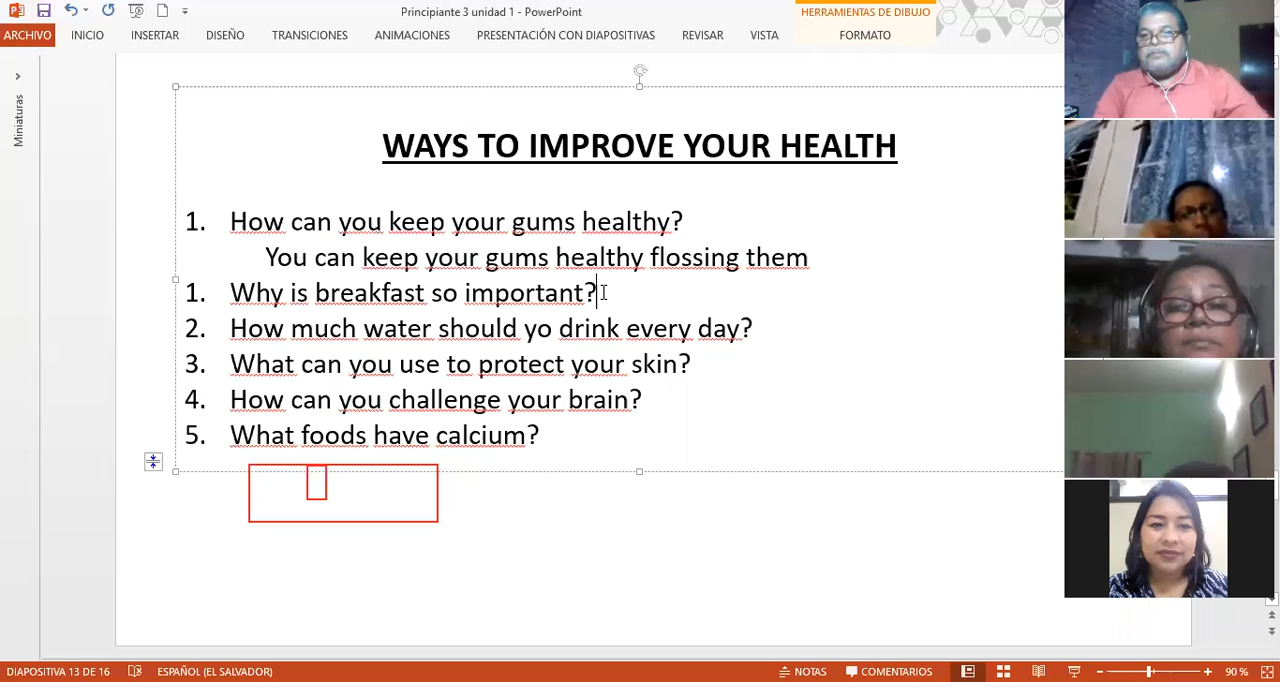 Principiante 3 unidad 1 - PowerPoint
HERRAMIENTAS DE DIBUJO
ARCHIVO INICIO INSERTAR DISEÑO TRANSICIONES ANIMACIONES PRESENTACIÓN CON DIAPOSITIVAS REVISAR VISTA FORMATO
Miniaturas
WAYS TO IMPROVE YOUR HEALTH
1. How can you keep your gums healthy?
You can keep your gums healthy flossing them
1. Why is breakfast so important?
2. How much water should yo drink every day?
3. What can you use to protect your skin?
4. How can you challenge your brain?
5. What foods have calcium?
DIAPOSITIVA 13 DE 16 ESPAÑOL (EL SALVADOR) NOTAS COMENTARIOS 90 %